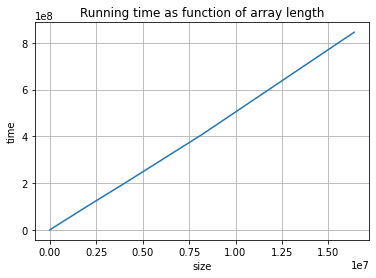 Running time as function of array length
1e8
8
6
4
2
0
time
0.00 0.25 0.50 0.75 1.00 1.25 1.50
1e7
size